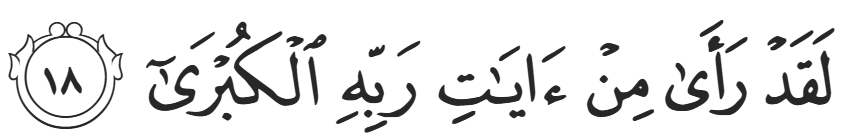 لَقَدۡ رَأَىٰ مِنۡ ءَايَٰتِ رَبِّهِ ٱلۡكُبۡرَىٰٓ ١٨